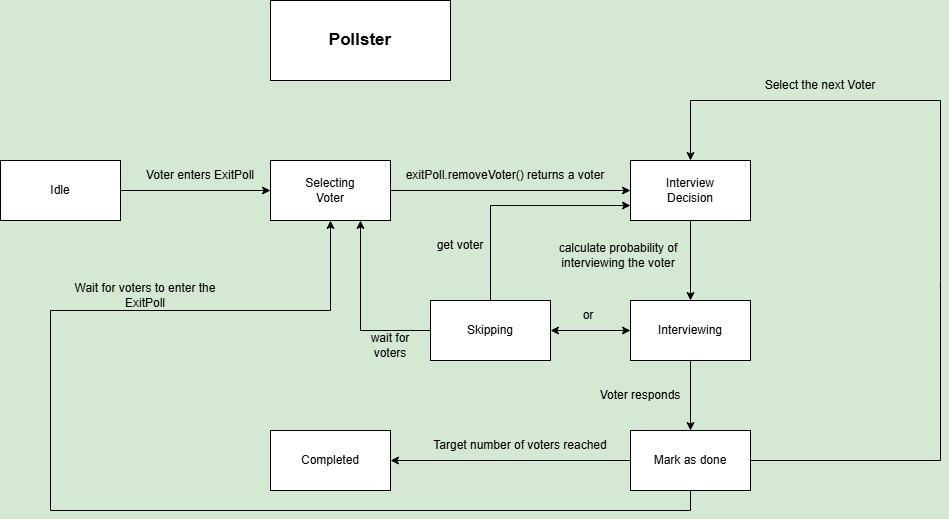 Pollster
Select the next Voter
Idle
Voter enters ExitPoll
Selecting
Voter
exitPoll.removeVoter() returns a voter
Interview
Decision
get voter
calculate probability of
interviewing the voter
Wait for voters to enter the
ExitPoll
wait for
voters
Skipping
or
Interviewing
Voter responds
Completed
Target number of voters reached
Mark as done